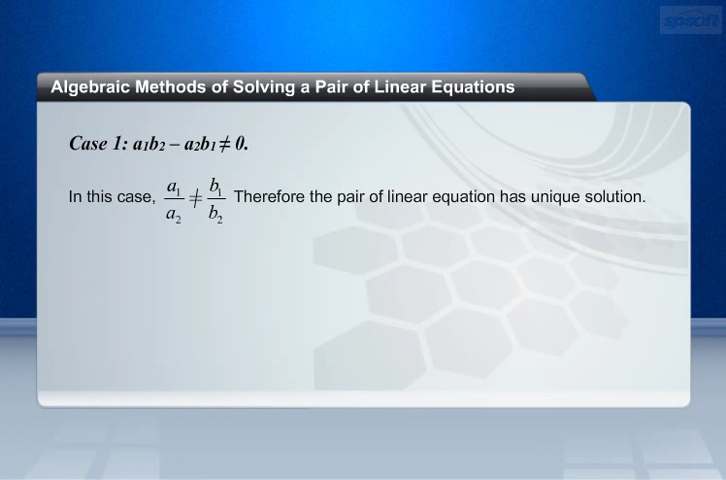 spsoft
Algebraic Methods of Solving a Pair of Linear Equations
Case 1: a₁b₂ – a₂b₁ ≠ 0.
In this case, a₁/a₂ ≠ b₁/b₂ Therefore the pair of linear equation has unique solution.